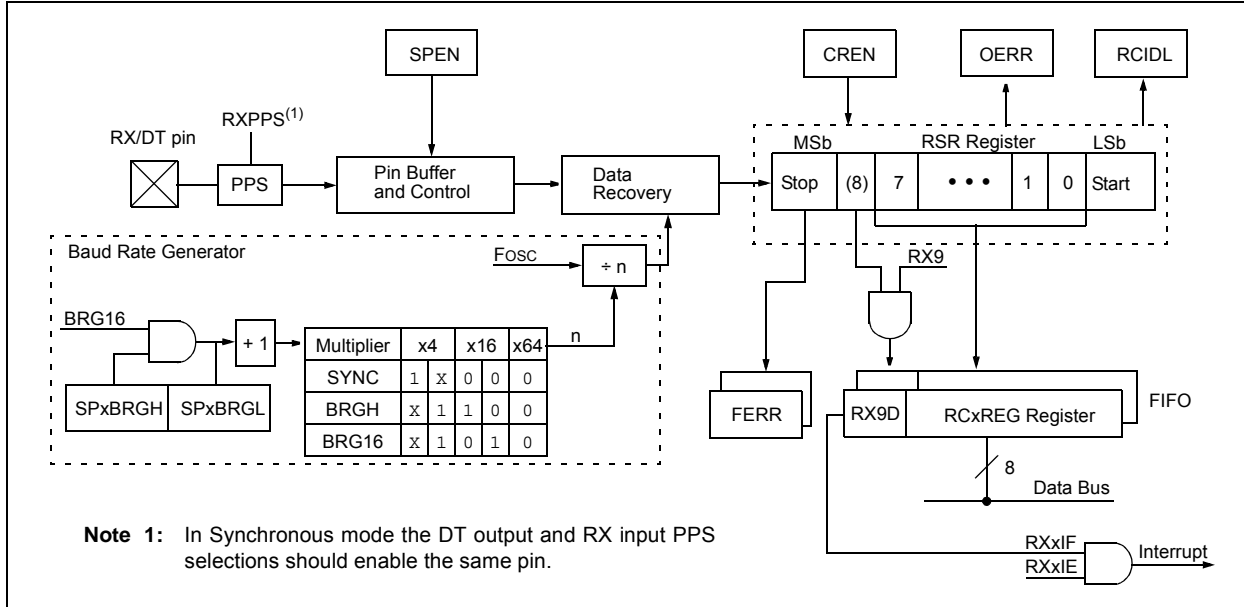 SPEN
CREN
OERR
RCIDL
RXPPS(1)
RX/DT pin
PPS
Pin Buffer
and Control
Data
Recovery
MSb
RSR Register
LSb
Stop (8) 7 • • • 1 0 Start
Baud Rate Generator
FOSC
÷ n
n
RX9
BRG16
+ 1
SPxBRGH SPxBRGL
Multiplier x4 x16 x64
SYNC 1 X 0 0 0
BRGH X 1 1 0 0
BRG16 X 1 0 1 0
FERR
RX9D RCxREG Register
FIFO
8
Data Bus
RXxIF
RXxIE
Interrupt
Note 1: In Synchronous mode the DT output and RX input PPS
selections should enable the same pin.